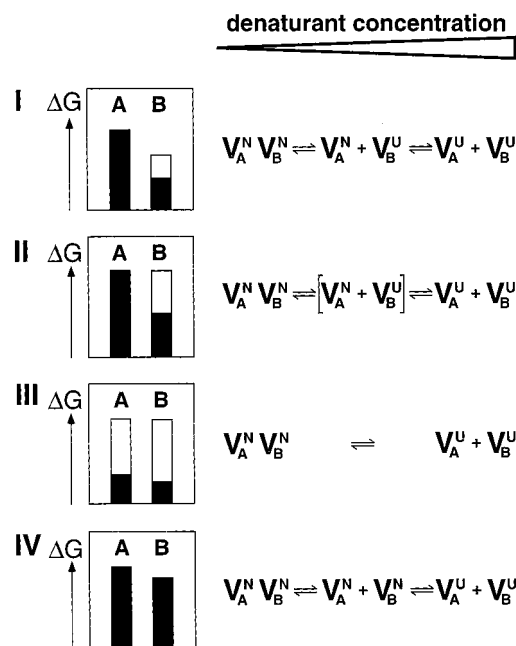 denaturant concentration
I ΔG A B V_A^N V_B^N ⇌ V_A^N + V_B^U ⇌ V_A^U + V_B^U
II ΔG A B V_A^N V_B^N ⇌ [V_A^N + V_B^U] ⇌ V_A^U + V_B^U
III ΔG A B V_A^N V_B^N ⇌ V_A^U + V_B^U
IV ΔG A B V_A^N V_B^N ⇌ V_A^N + V_B^N ⇌ V_A^U + V_B^U